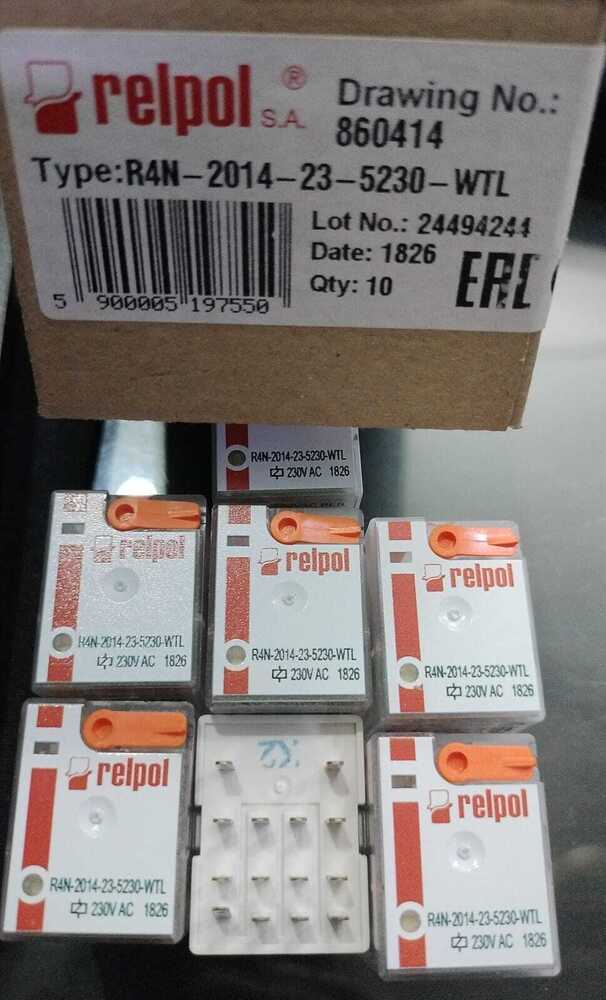 relpol ® S.A.
Drawing No.:
860414
Type:R4N-2014-23-5230-WTL
Lot No.: 24494244
Date: 1826
Qty: 10
EAC
5 900005 197550
R4N-2014-23-5230-WTL
230V AC 1826
relpol
R4N-2014-23-5230-WTL
230V AC 1826
relpol
R4N-2014-23-5230-WTL
230V AC 1826
relpol
R4N-2014-23-5230-WTL
230V AC 1826
relpol
R4N-2014-23-5230-WTL
230V AC 1826
relpol
R4N-2014-23-5230-WTL
230V AC 1826